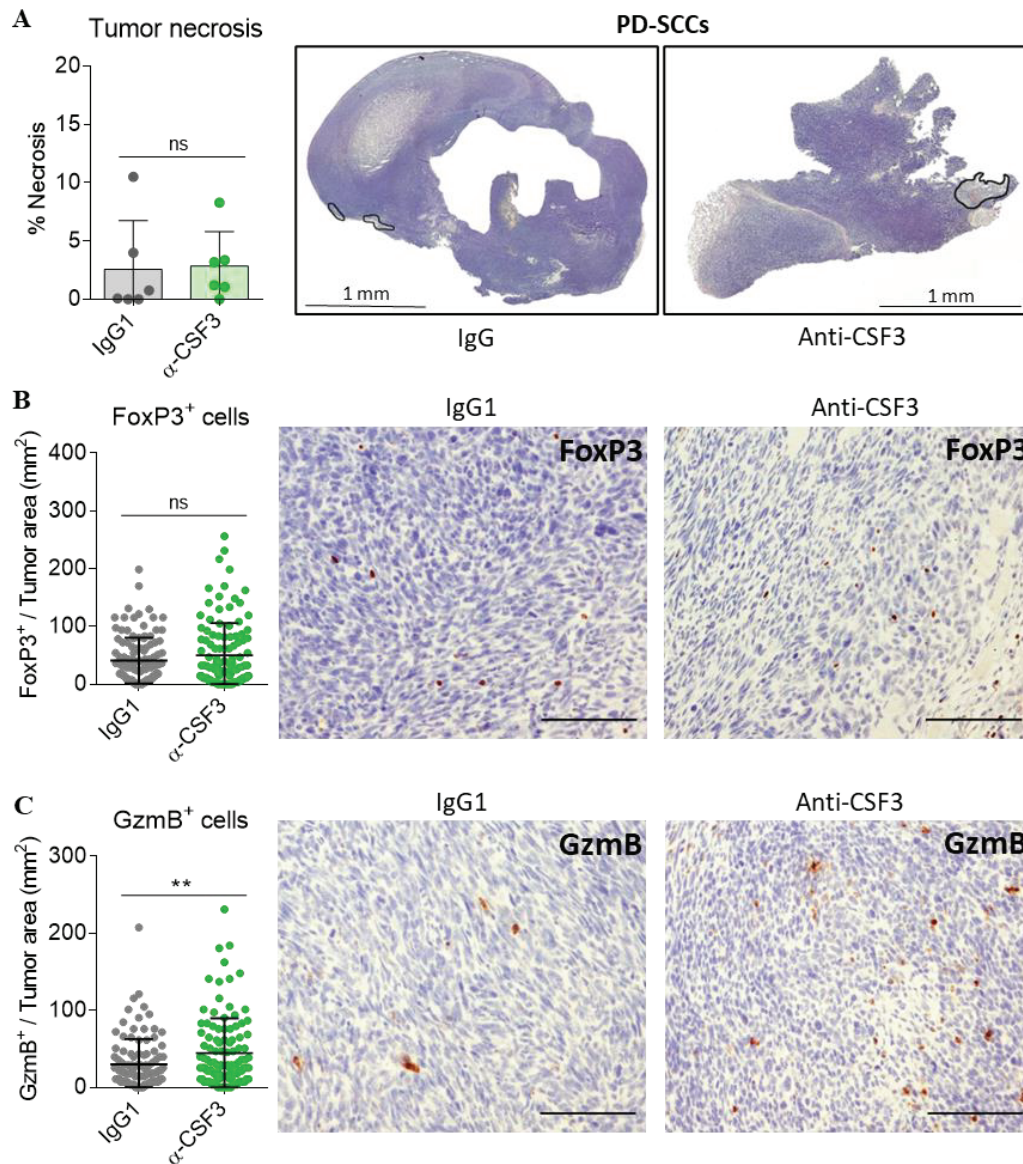 A
Tumor necrosis
% Necrosis
20
15
10
5
0
ns
IgG1
α-CSF3
PD-SCCs
1 mm
1 mm
IgG
Anti-CSF3
B
FoxP3⁺ cells
FoxP3⁺ / Tumor area (mm²)
400
300
200
100
0
ns
IgG1
α-CSF3
IgG1
Anti-CSF3
FoxP3
FoxP3
C
GzmB⁺ cells
GzmB⁺ / Tumor area (mm²)
300
200
100
0
**
IgG1
α-CSF3
IgG1
Anti-CSF3
GzmB
GzmB